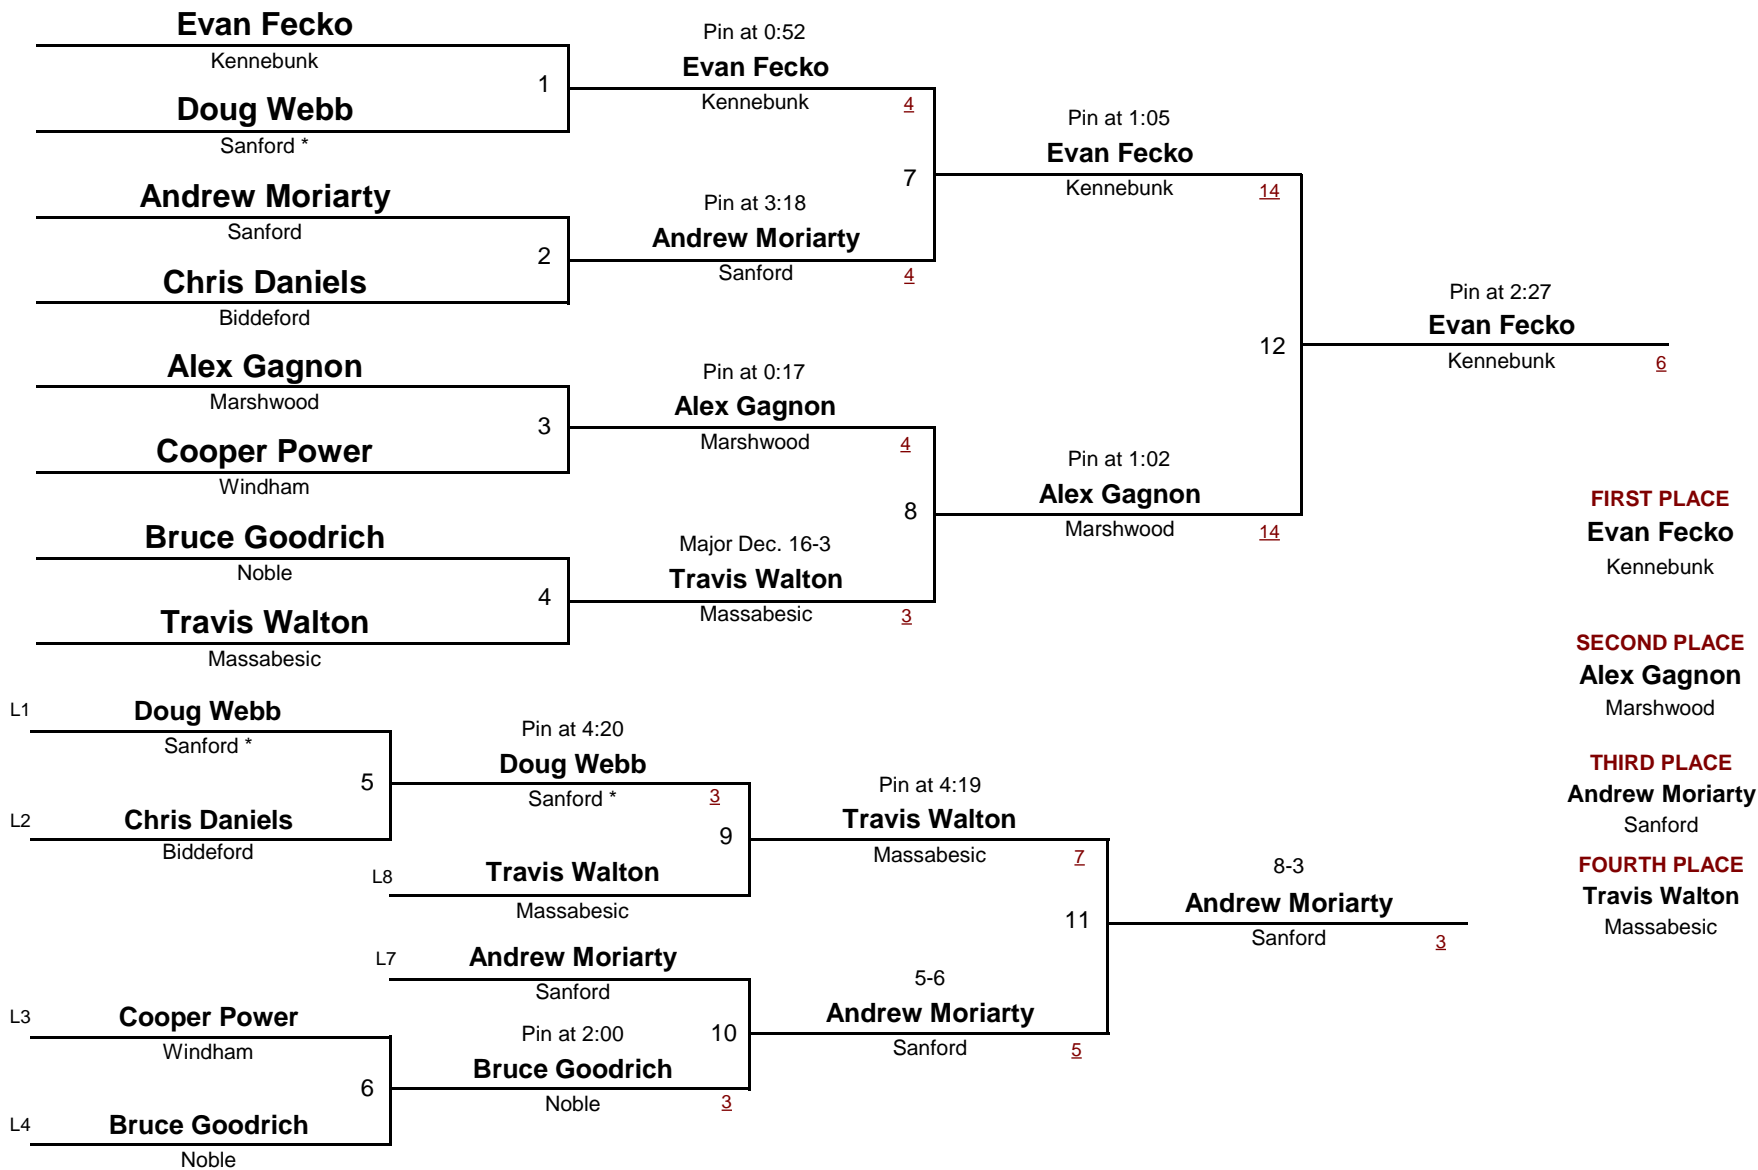 Evan Fecko
Kennebunk
1
Doug Webb
Sanford *
Andrew Moriarty
Sanford
2
Chris Daniels
Biddeford
Alex Gagnon
Marshwood
3
Cooper Power
Windham
Bruce Goodrich
Noble
4
Travis Walton
Massabesic
Pin at 0:52
Evan Fecko
Kennebunk 4
7
Pin at 3:18
Andrew Moriarty
Sanford 4
Pin at 0:17
Alex Gagnon
Marshwood 4
8
Major Dec. 16-3
Travis Walton
Massabesic 3
Pin at 1:05
Evan Fecko
Kennebunk 14
12
Pin at 1:02
Alex Gagnon
Marshwood 14
Pin at 2:27
Evan Fecko
Kennebunk 6
FIRST PLACE
Evan Fecko
Kennebunk
SECOND PLACE
Alex Gagnon
Marshwood
THIRD PLACE
Andrew Moriarty
Sanford
FOURTH PLACE
Travis Walton
Massabesic
L1 Doug Webb
Sanford *
5
L2 Chris Daniels
Biddeford
L3 Cooper Power
Windham
6
L4 Bruce Goodrich
Noble
Pin at 4:20
Doug Webb
Sanford * 3
9
L8 Travis Walton
Massabesic
L7 Andrew Moriarty
Sanford
Pin at 2:00 10
Bruce Goodrich
Noble 3
Pin at 4:19
Travis Walton
Massabesic 7
11
5-6
Andrew Moriarty
Sanford 5
8-3
Andrew Moriarty
Sanford 3